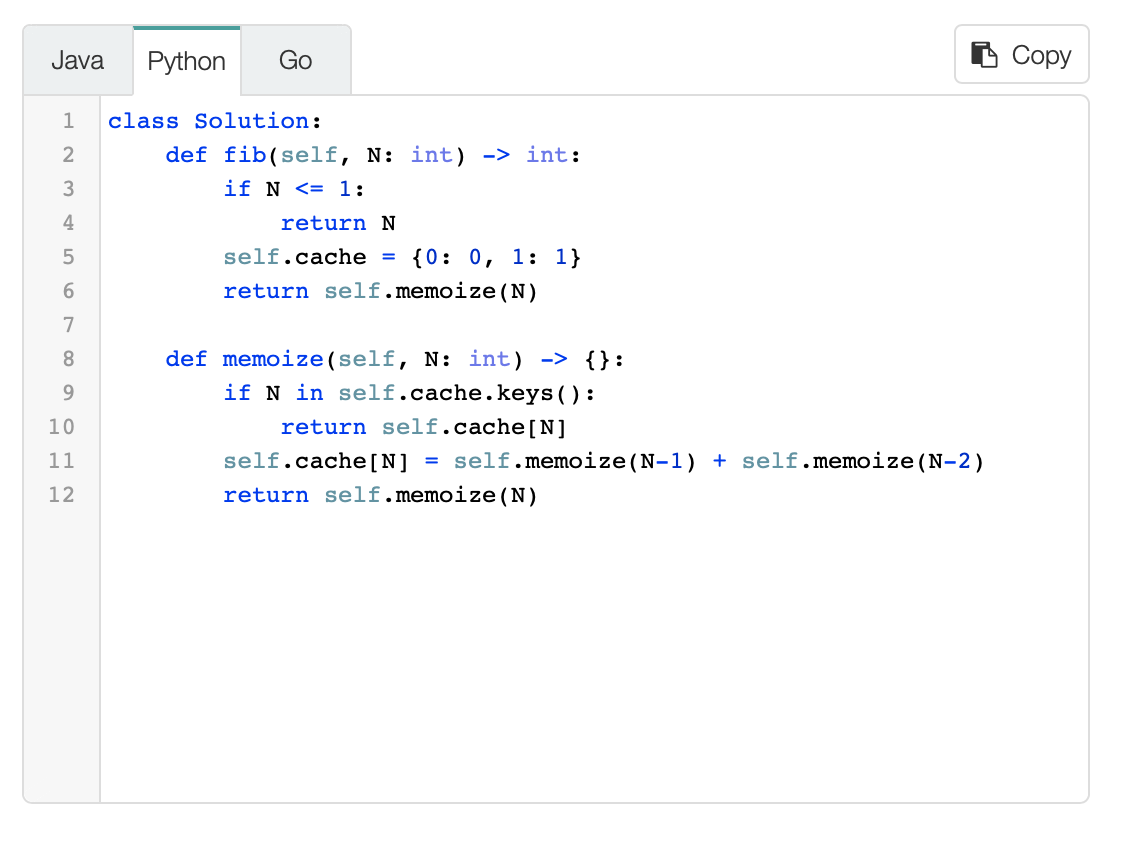 Java Python Go Copy
1 class Solution:
2     def fib(self, N: int) -> int:
3         if N <= 1:
4             return N
5         self.cache = {0: 0, 1: 1}
6         return self.memoize(N)
7
8     def memoize(self, N: int) -> {}:
9         if N in self.cache.keys():
10             return self.cache[N]
11         self.cache[N] = self.memoize(N-1) + self.memoize(N-2)
12         return self.memoize(N)